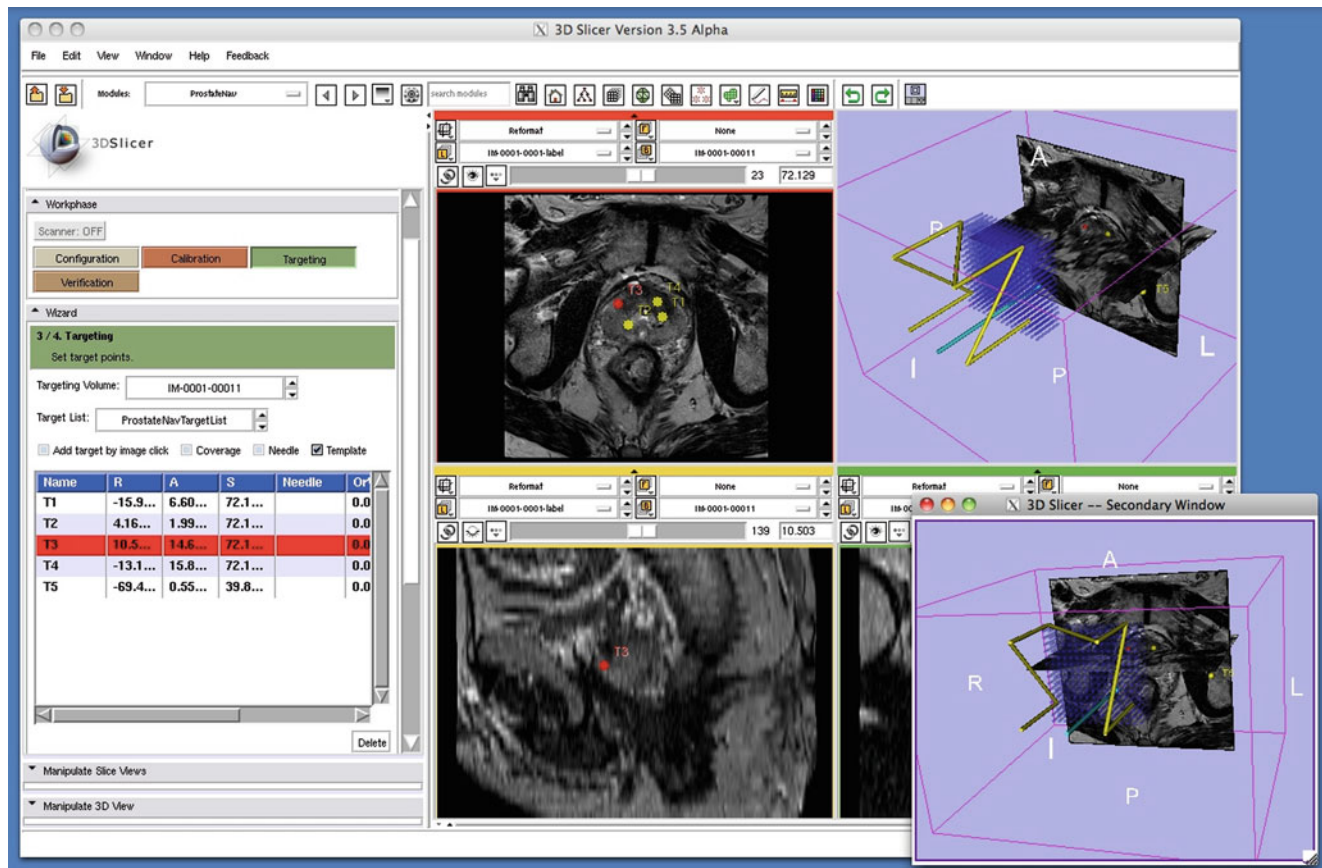 3D Slicer Version 3.5 Alpha
File Edit View Window Help Feedback
Modules: ProstateNav search modules
3DSlicer
Workphase
Scanner: OFF
Configuration Calibration Targeting
Verification
Wizard
3 / 4. Targeting
Set target points.
Targeting Volume: IM-0001-00011
Target List: ProstateNavTargetList
Add target by image click Coverage Needle Template
Name R A S Needle Or
T1 -15.9... 6.60... 72.1... 0.0
T2 4.16... 1.99... 72.1... 0.0
T3 10.5... 14.6... 72.1... 0.0
T4 -13.1... 15.8... 72.1... 0.0
T5 -69.4... 0.55... 39.8... 0.0
Delete
Manipulate Slice Views
Manipulate 3D View
Reformat None
IM-0001-0001-label IM-0001-00011
23 72.129
T3 T4
T2 T1
A
R
T5
I P L
Reformat None
IM-0001-0001-label IM-0001-00011
139 10.503
T3
Reformat None
3D Slicer -- Secondary Window
A
R L
I
P